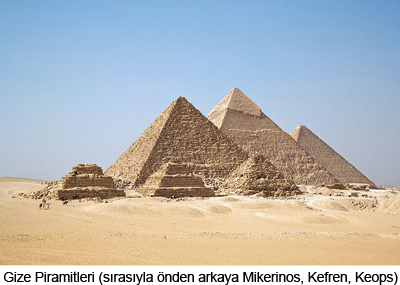 Gize Piramitleri (sırasıyla önden arkaya Mikerinos, Kefren, Keops)